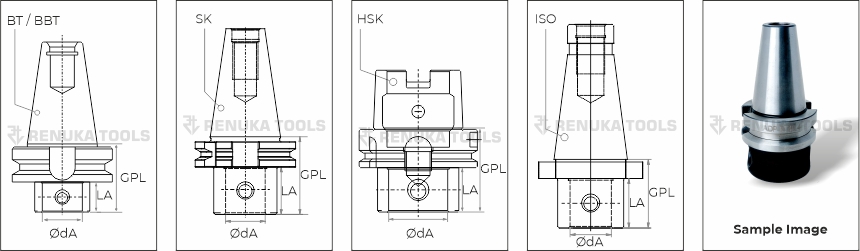 BT / BBT
RENUKA TOOLS
GPL
LA
ØdA
SK
RENUKA TOOLS
GPL
LA
ØdA
HSK
RENUKA TOOLS
GPL
LA
ØdA
ISO
RENUKA TOOLS
GPL
LA
ØdA
RENUKA TOOLS
Sample Image